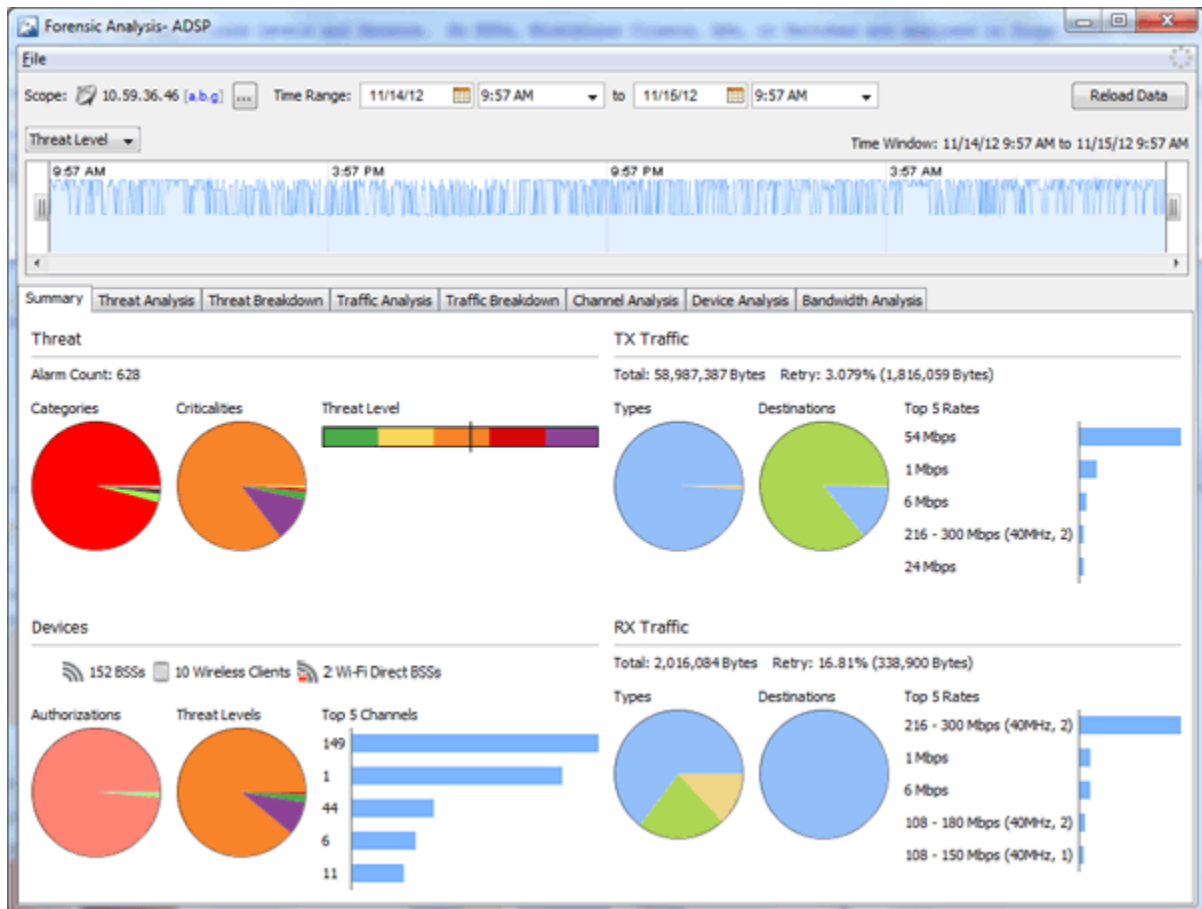 Forensic Analysis- ADSP
File
Scope: 10.59.36.46 [a,b,g] ... Time Range: 11/14/12 9:57 AM to 11/15/12 9:57 AM Reload Data
Threat Level Time Window: 11/14/12 9:57 AM to 11/15/12 9:57 AM
9:57 AM 3:57 PM 9:57 PM 3:57 AM
Summary Threat Analysis Threat Breakdown Traffic Analysis Traffic Breakdown Channel Analysis Device Analysis Bandwidth Analysis
Threat
Alarm Count: 628
Categories Criticalities Threat Level
TX Traffic
Total: 58,987,387 Bytes Retry: 3.079% (1,816,059 Bytes)
Types Destinations Top 5 Rates
54 Mbps
1 Mbps
6 Mbps
216 - 300 Mbps (40MHz, 2)
24 Mbps
Devices
152 BSSs 10 Wireless Clients 2 Wi-Fi Direct BSSs
Authorizations Threat Levels Top 5 Channels
149
1
44
6
11
RX Traffic
Total: 2,016,084 Bytes Retry: 16.81% (338,900 Bytes)
Types Destinations Top 5 Rates
216 - 300 Mbps (40MHz, 2)
1 Mbps
6 Mbps
108 - 180 Mbps (40MHz, 2)
108 - 150 Mbps (40MHz, 1)